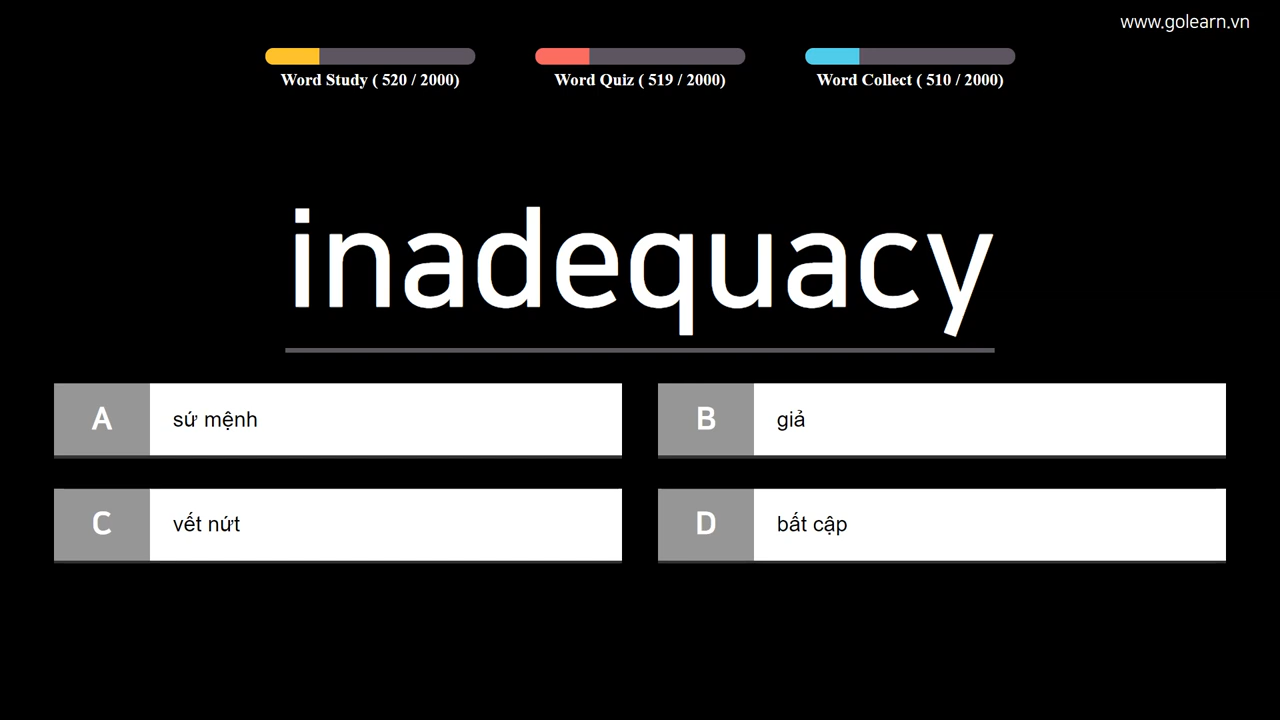 www.golearn.vn
Word Study ( 520 / 2000)
Word Quiz ( 519 / 2000)
Word Collect ( 510 / 2000)
inadequacy
A sứ mệnh
B giả
C vết nứt
D bất cập